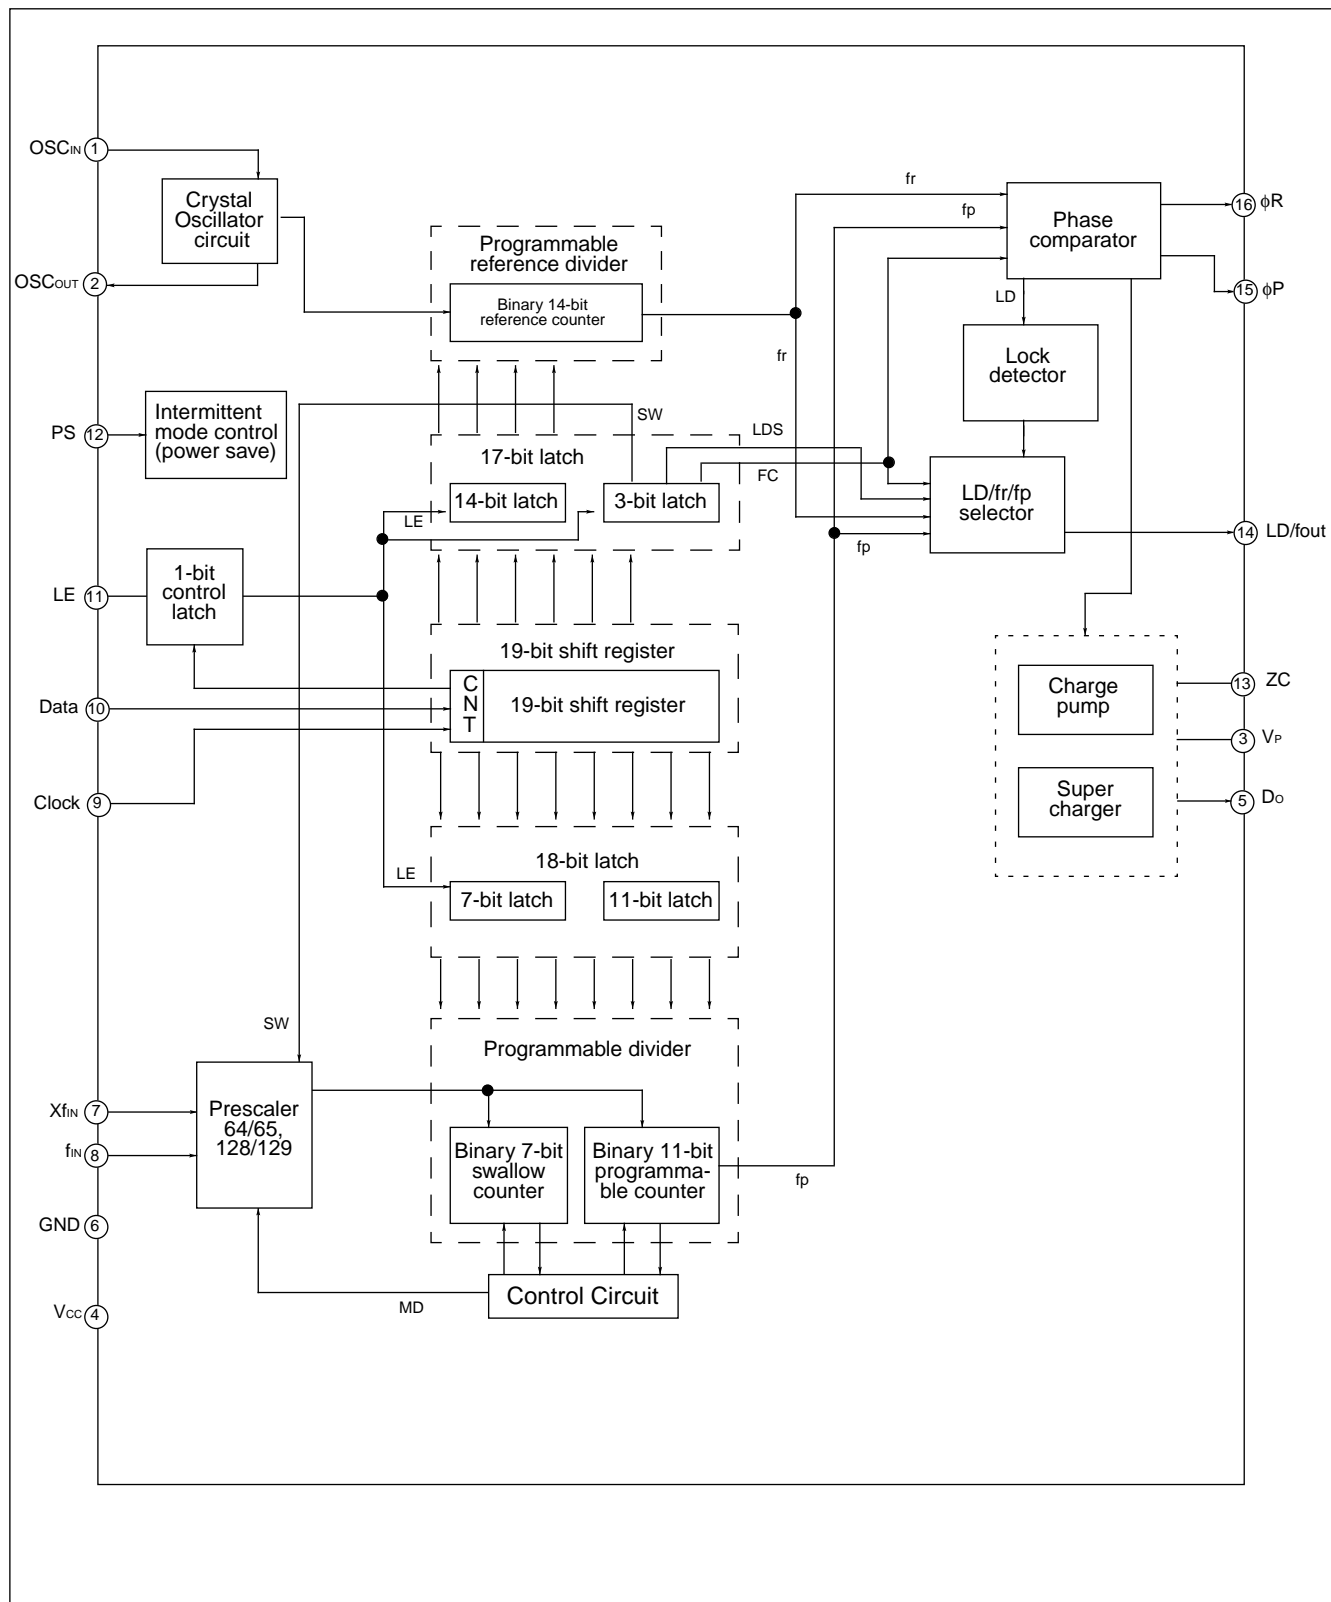 OSCIN 1
Crystal
Oscillator
circuit
OSCOUT 2
Programmable
reference divider
Binary 14-bit
reference counter
fr
fp
Phase
comparator
16 ϕR
15 ϕP
LD
Lock
detector
fr
PS 12
Intermittent
mode control
(power save)
SW
LDS
FC
17-bit latch
14-bit latch
3-bit latch
LE
LD/fr/fp
selector
fp
14 LD/fout
LE 11
1-bit
control
latch
19-bit shift register
C
N
T
19-bit shift register
Data 10
Clock 9
Charge
pump
Super
charger
13 ZC
3 VP
5 DO
18-bit latch
LE
7-bit latch
11-bit latch
SW
Programmable divider
XfIN 7
fIN 8
Prescaler
64/65,
128/129
Binary 7-bit
swallow
counter
Binary 11-bit
programma-
ble counter
fp
GND 6
VCC 4
MD
Control Circuit